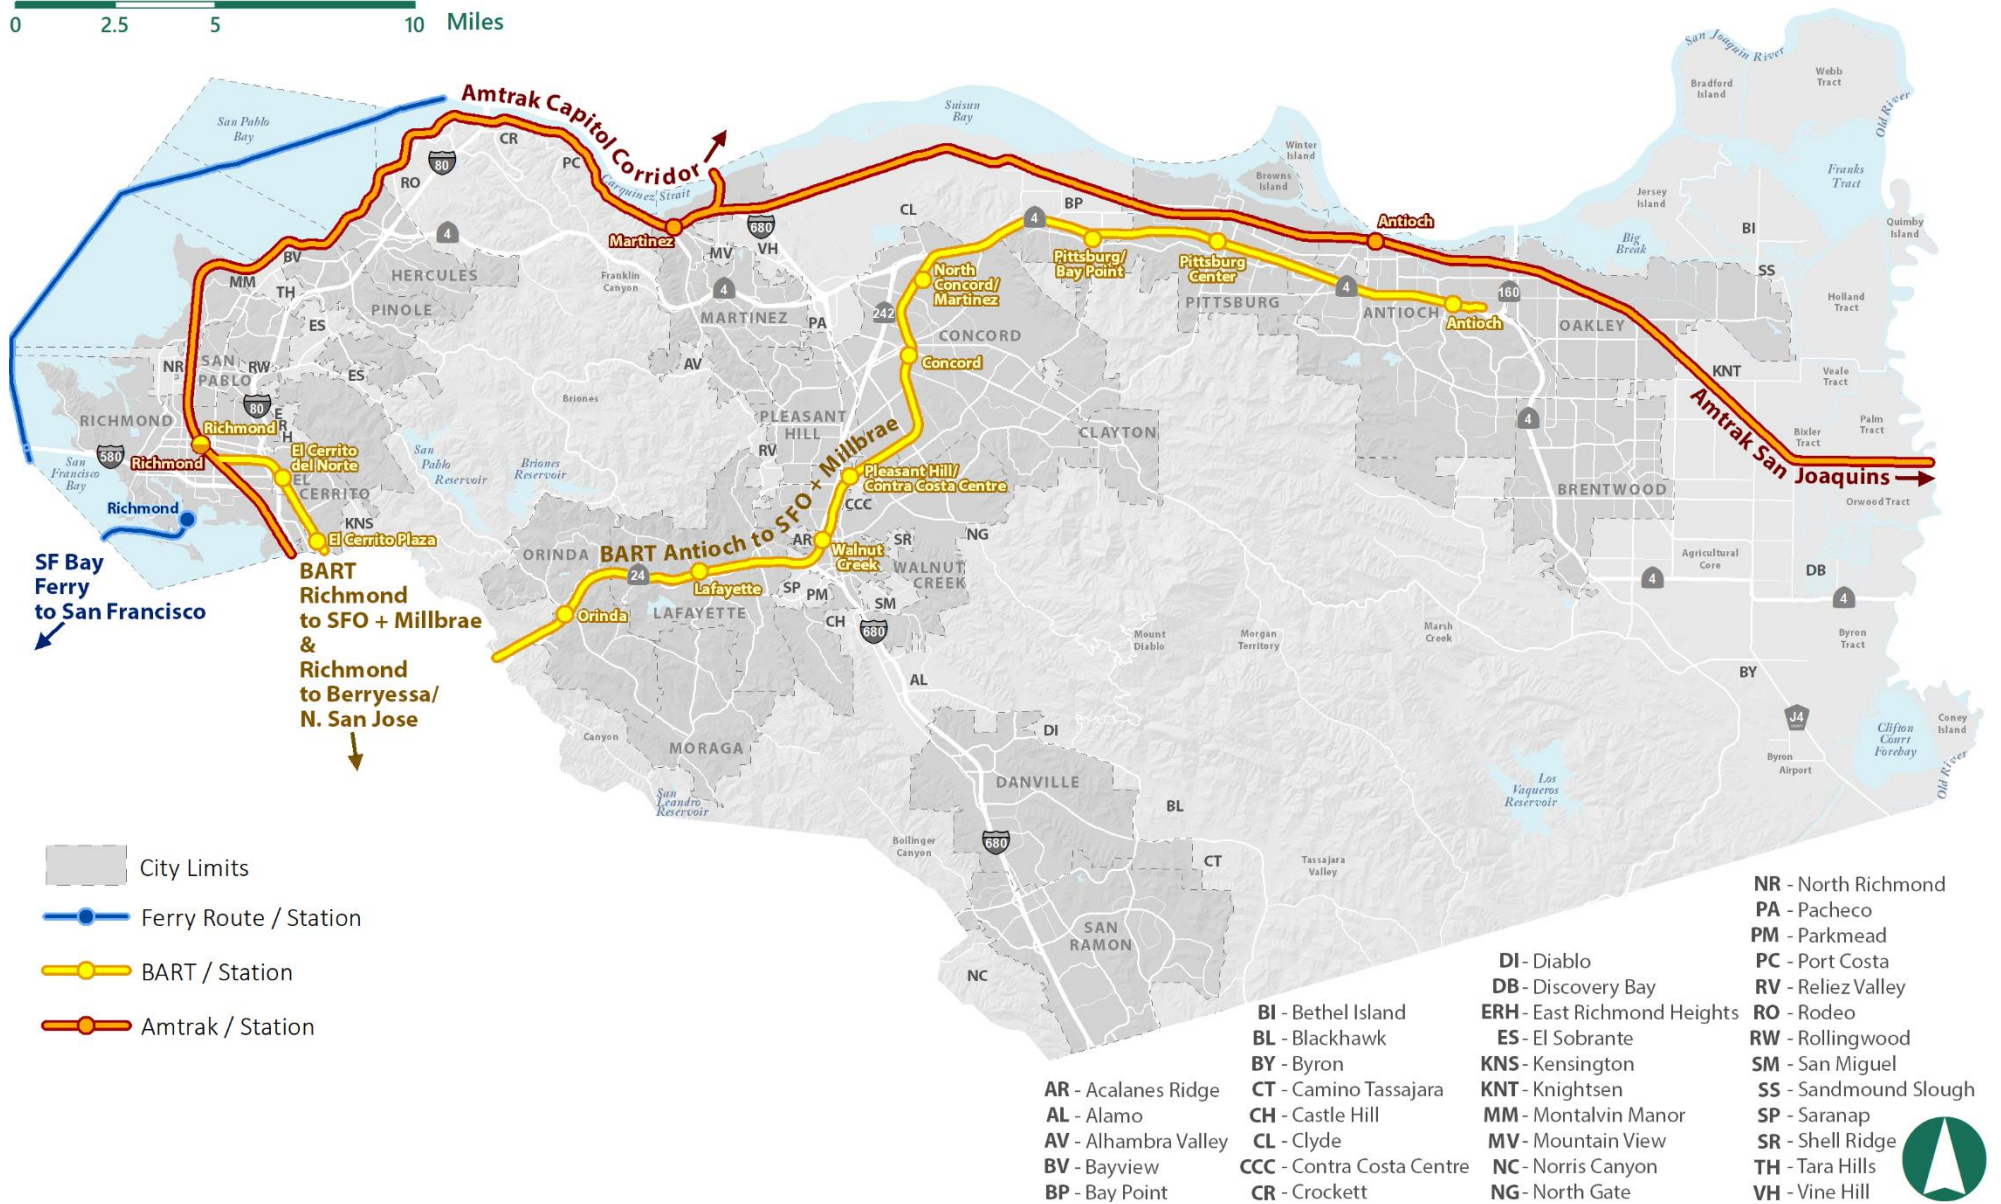 0 2.5 5 10 Miles
San Joaquin River
Bradford Island
Webb Tract
Old River
Amtrak Capitol Corridor
San Pablo Bay
Suisun Bay
CR
80
PC
RO
Carquinez Strait
Winter Island
Browns Island
Franks Tract
Jersey Island
BP
CL
4
Antioch
Quimby Island
BI
Big Break
4
Martinez
680
MV
VH
BV
MM
TH
HERCULES
Franklin Canyon
North Concord/ Martinez
Pittsburg/ Bay Point
Pittsburg Center
SS
4
4
160
Holland Tract
PINOLE
ES
MARTINEZ
PA
242
CONCORD
PITTSBURG
ANTIOCH
Antioch
OAKLEY
NR
SAN PABLO
RW
ES
AV
Concord
KNT
Veale Tract
80
Briones
RICHMOND
E
R
H
Richmond
PLEASANT HILL
CLAYTON
4
Amtrak San Joaquins
Bixler Tract
Palm Tract
580
Richmond
El Cerrito del Norte
San Pablo Reservoir
Briones Reservoir
RV
San Francisco Bay
EL CERRITO
Pleasant Hill/ Contra Costa Centre
BRENTWOOD
Orwood Tract
Richmond
KNS
CCC
El Cerrito Plaza
ORINDA
BART Antioch to SFO + Millbrae
AR
SR
NG
Walnut Creek
WALNUT CREEK
Agricultural Core
SF Bay
Ferry
to San Francisco
24
Lafayette
SP
PM
SM
4
DB
4
BART
Richmond
to SFO + Millbrae
&
Richmond
to Berryessa/
N. San Jose
Orinda
LAFAYETTE
CH
680
Mount Diablo
Morgan Territory
Marsh Creek
Byron Tract
AL
BY
J4
Coney Island
Clifton Court Forebay
Canyon
MORAGA
DI
Byron Airport
Old River
DANVILLE
San Leandro Reservoir
Los Vaqueros Reservoir
BL
Bollinger Canyon
680
CT
Tassajara Valley
SAN RAMON
NC
City Limits
Ferry Route / Station
BART / Station
Amtrak / Station
AR - Acalanes Ridge
AL - Alamo
AV - Alhambra Valley
BV - Bayview
BP - Bay Point
BI - Bethel Island
BL - Blackhawk
BY - Byron
CT - Camino Tassajara
CH - Castle Hill
CL - Clyde
CCC - Contra Costa Centre
CR - Crockett
DI - Diablo
DB - Discovery Bay
ERH - East Richmond Heights
ES - El Sobrante
KNS - Kensington
KNT - Knightsen
MM - Montalvin Manor
MV - Mountain View
NC - Norris Canyon
NG - North Gate
NR - North Richmond
PA - Pacheco
PM - Parkmead
PC - Port Costa
RV - Reliez Valley
RO - Rodeo
RW - Rollingwood
SM - San Miguel
SS - Sandmound Slough
SP - Saranap
SR - Shell Ridge
TH - Tara Hills
VH - Vine Hill